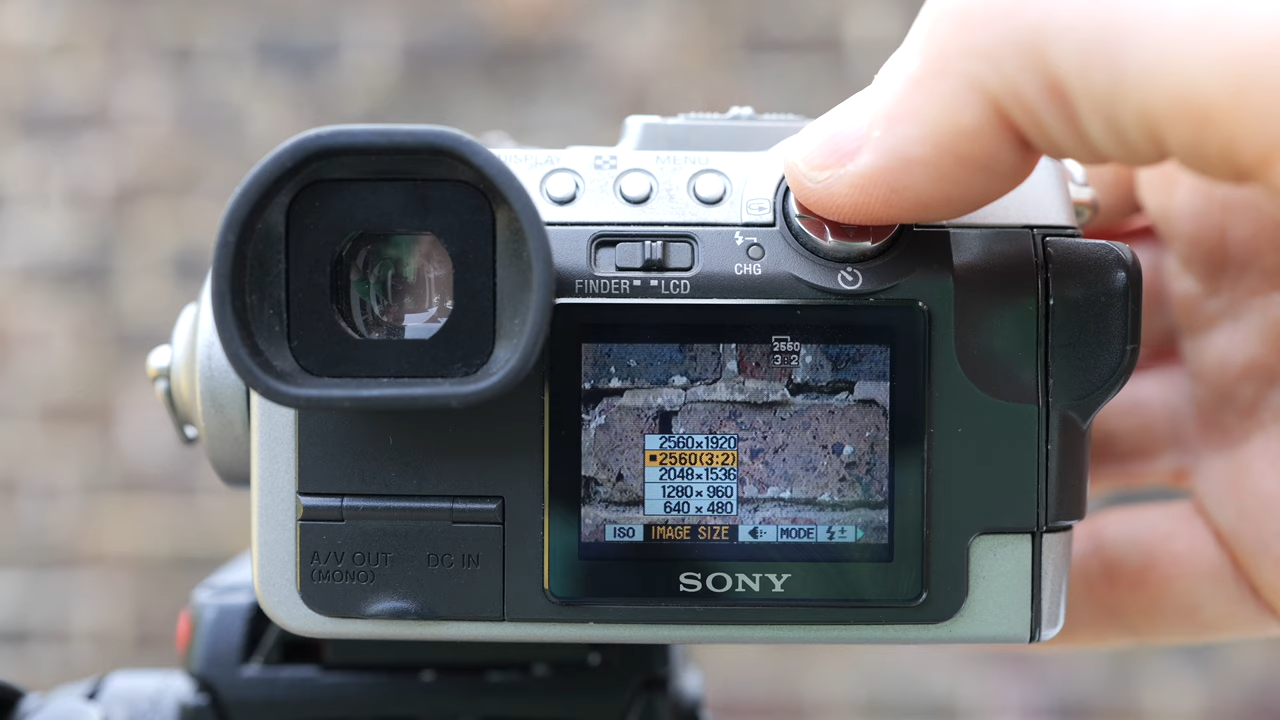 DISPLAY MENU
CHG
FINDER LCD
2560
3:2
2560×1920
2560(3:2)
2048×1536
1280×960
640×480
ISO IMAGE SIZE MODE
A/V OUT DC IN
(MONO)
SONY